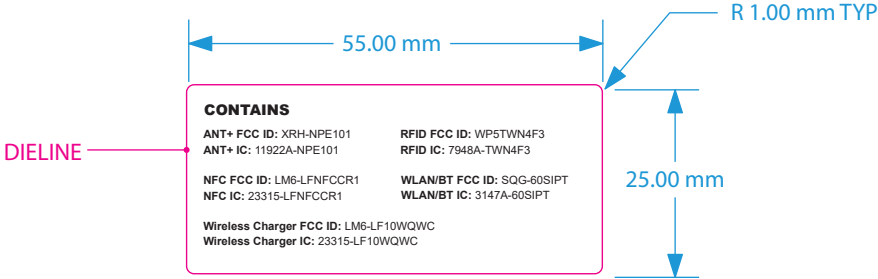 R 1.00 mm TYP
55.00 mm
CONTAINS
ANT+ FCC ID: XRH-NPE101
ANT+ IC: 11922A-NPE101
RFID FCC ID: WP5TWN4F3
RFID IC: 7948A-TWN4F3
DIELINE
25.00 mm
NFC FCC ID: LM6-LFNFCCR1
NFC IC: 23315-LFNFCCR1
WLAN/BT FCC ID: SQG-60SIPT
WLAN/BT IC: 3147A-60SIPT
Wireless Charger FCC ID: LM6-LF10WQWC
Wireless Charger IC: 23315-LF10WQWC